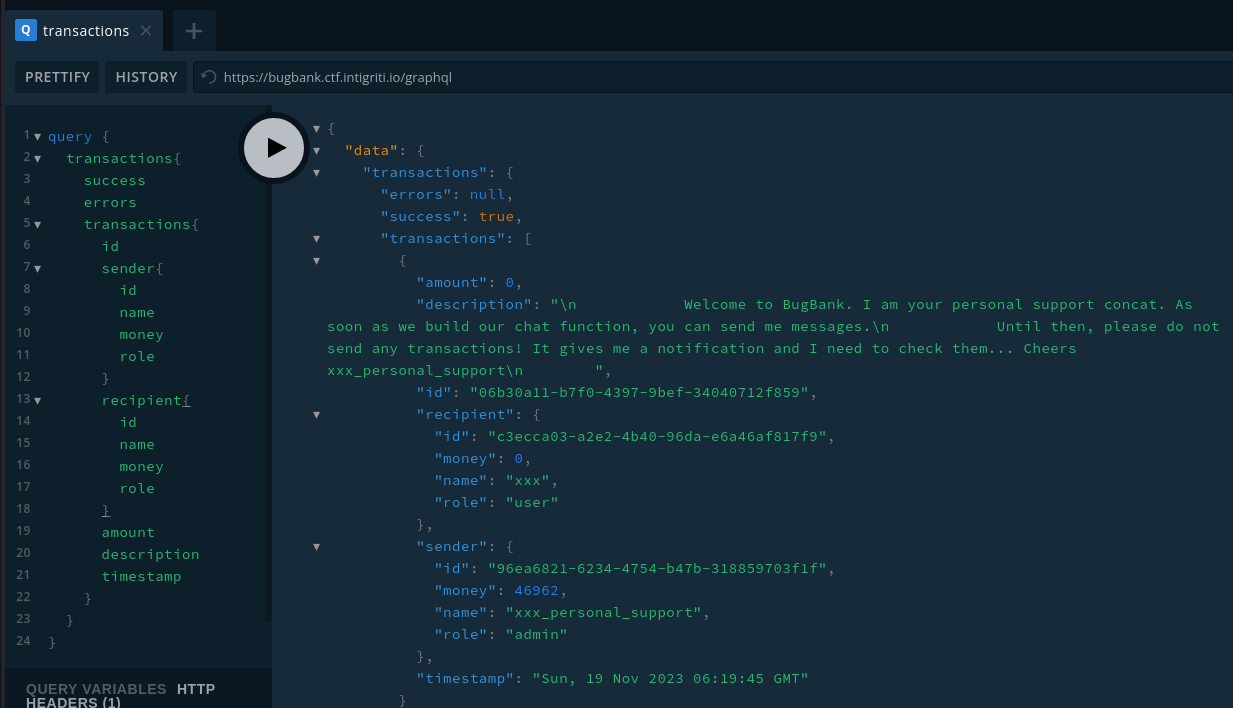 Q transactions × +
PRETTIFY HISTORY https://bugbank.ctf.intigriti.io/graphql
1 query {
2 transactions{
3 success
4 errors
5 transactions{
6 id
7 sender{
8 id
9 name
10 money
11 role
12 }
13 recipient{
14 id
15 name
16 money
17 role
18 }
19 amount
20 description
21 timestamp
22 }
23 }
24 }
QUERY VARIABLES HTTP
HEADERS (1)
{
"data": {
"transactions": {
"errors": null,
"success": true,
"transactions": [
{
"amount": 0,
"description": "\n Welcome to BugBank. I am your personal support concat. As
soon as we build our chat function, you can send me messages.\n Until then, please do not
send any transactions! It gives me a notification and I need to check them... Cheers
xxx_personal_support\n ",
"id": "06b30a11-b7f0-4397-9bef-34040712f859",
"recipient": {
"id": "c3ecca03-a2e2-4b40-96da-e6a46af817f9",
"money": 0,
"name": "xxx",
"role": "user"
},
"sender": {
"id": "96ea6821-6234-4754-b47b-318859703f1f",
"money": 46962,
"name": "xxx_personal_support",
"role": "admin"
},
"timestamp": "Sun, 19 Nov 2023 06:19:45 GMT"
}